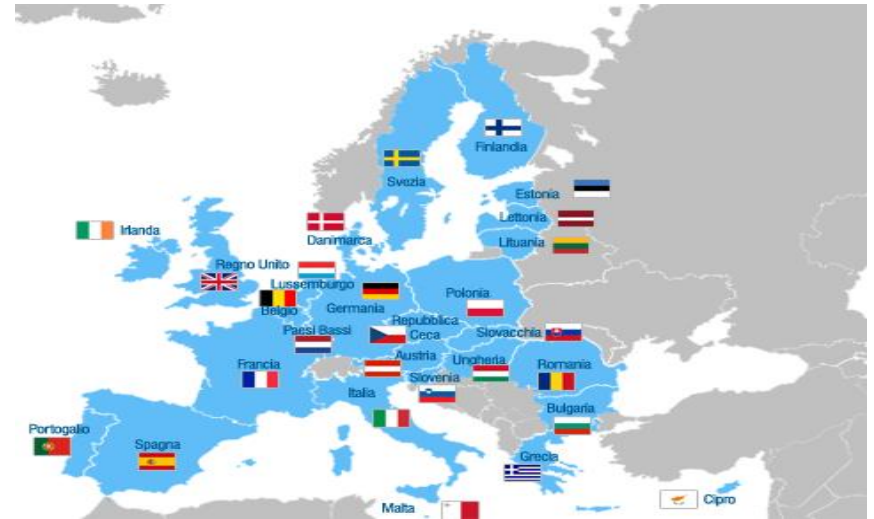 Finlandia
Svezia
Estonia
Lettonia
Lituania
Irlanda
Danimarca
Regno Unito
Lussemburgo
Belgio
Germania
Polonia
Paesi Bassi
Repubblica
Ceca
Slovacchia
Francia
Austria
Ungheria
Romania
Slovenia
Italia
Bulgaria
Portogallo
Spagna
Grecia
Malta
Cipro